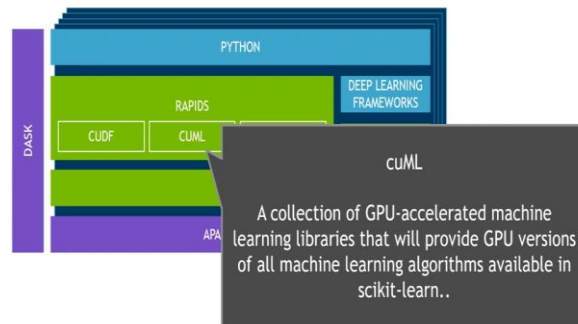 PYTHON
DASK
DEEP LEARNING
FRAMEWORKS
RAPIDS
CUDF
CUML
APA
cuML
A collection of GPU-accelerated machine
learning libraries that will provide GPU versions
of all machine learning algorithms available in
scikit-learn..